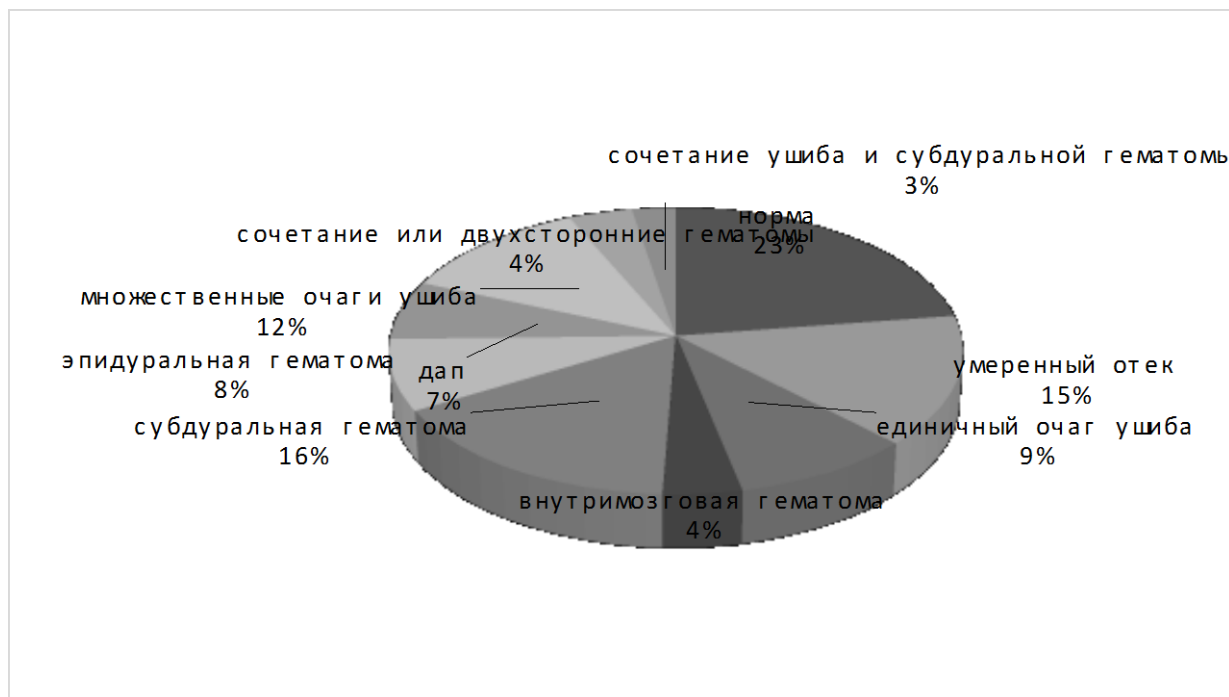 сочетание ушиба и субдуральной гематомы
3%
норма
23%
сочетание или двухсторонние гематомы
4%
множественные очаги ушиба
12%
эпидуральная гематома
8%
дап
7%
умеренный отек
15%
субдуральная гематома
16%
единичный очаг ушиба
9%
внутримозговая гематома
4%